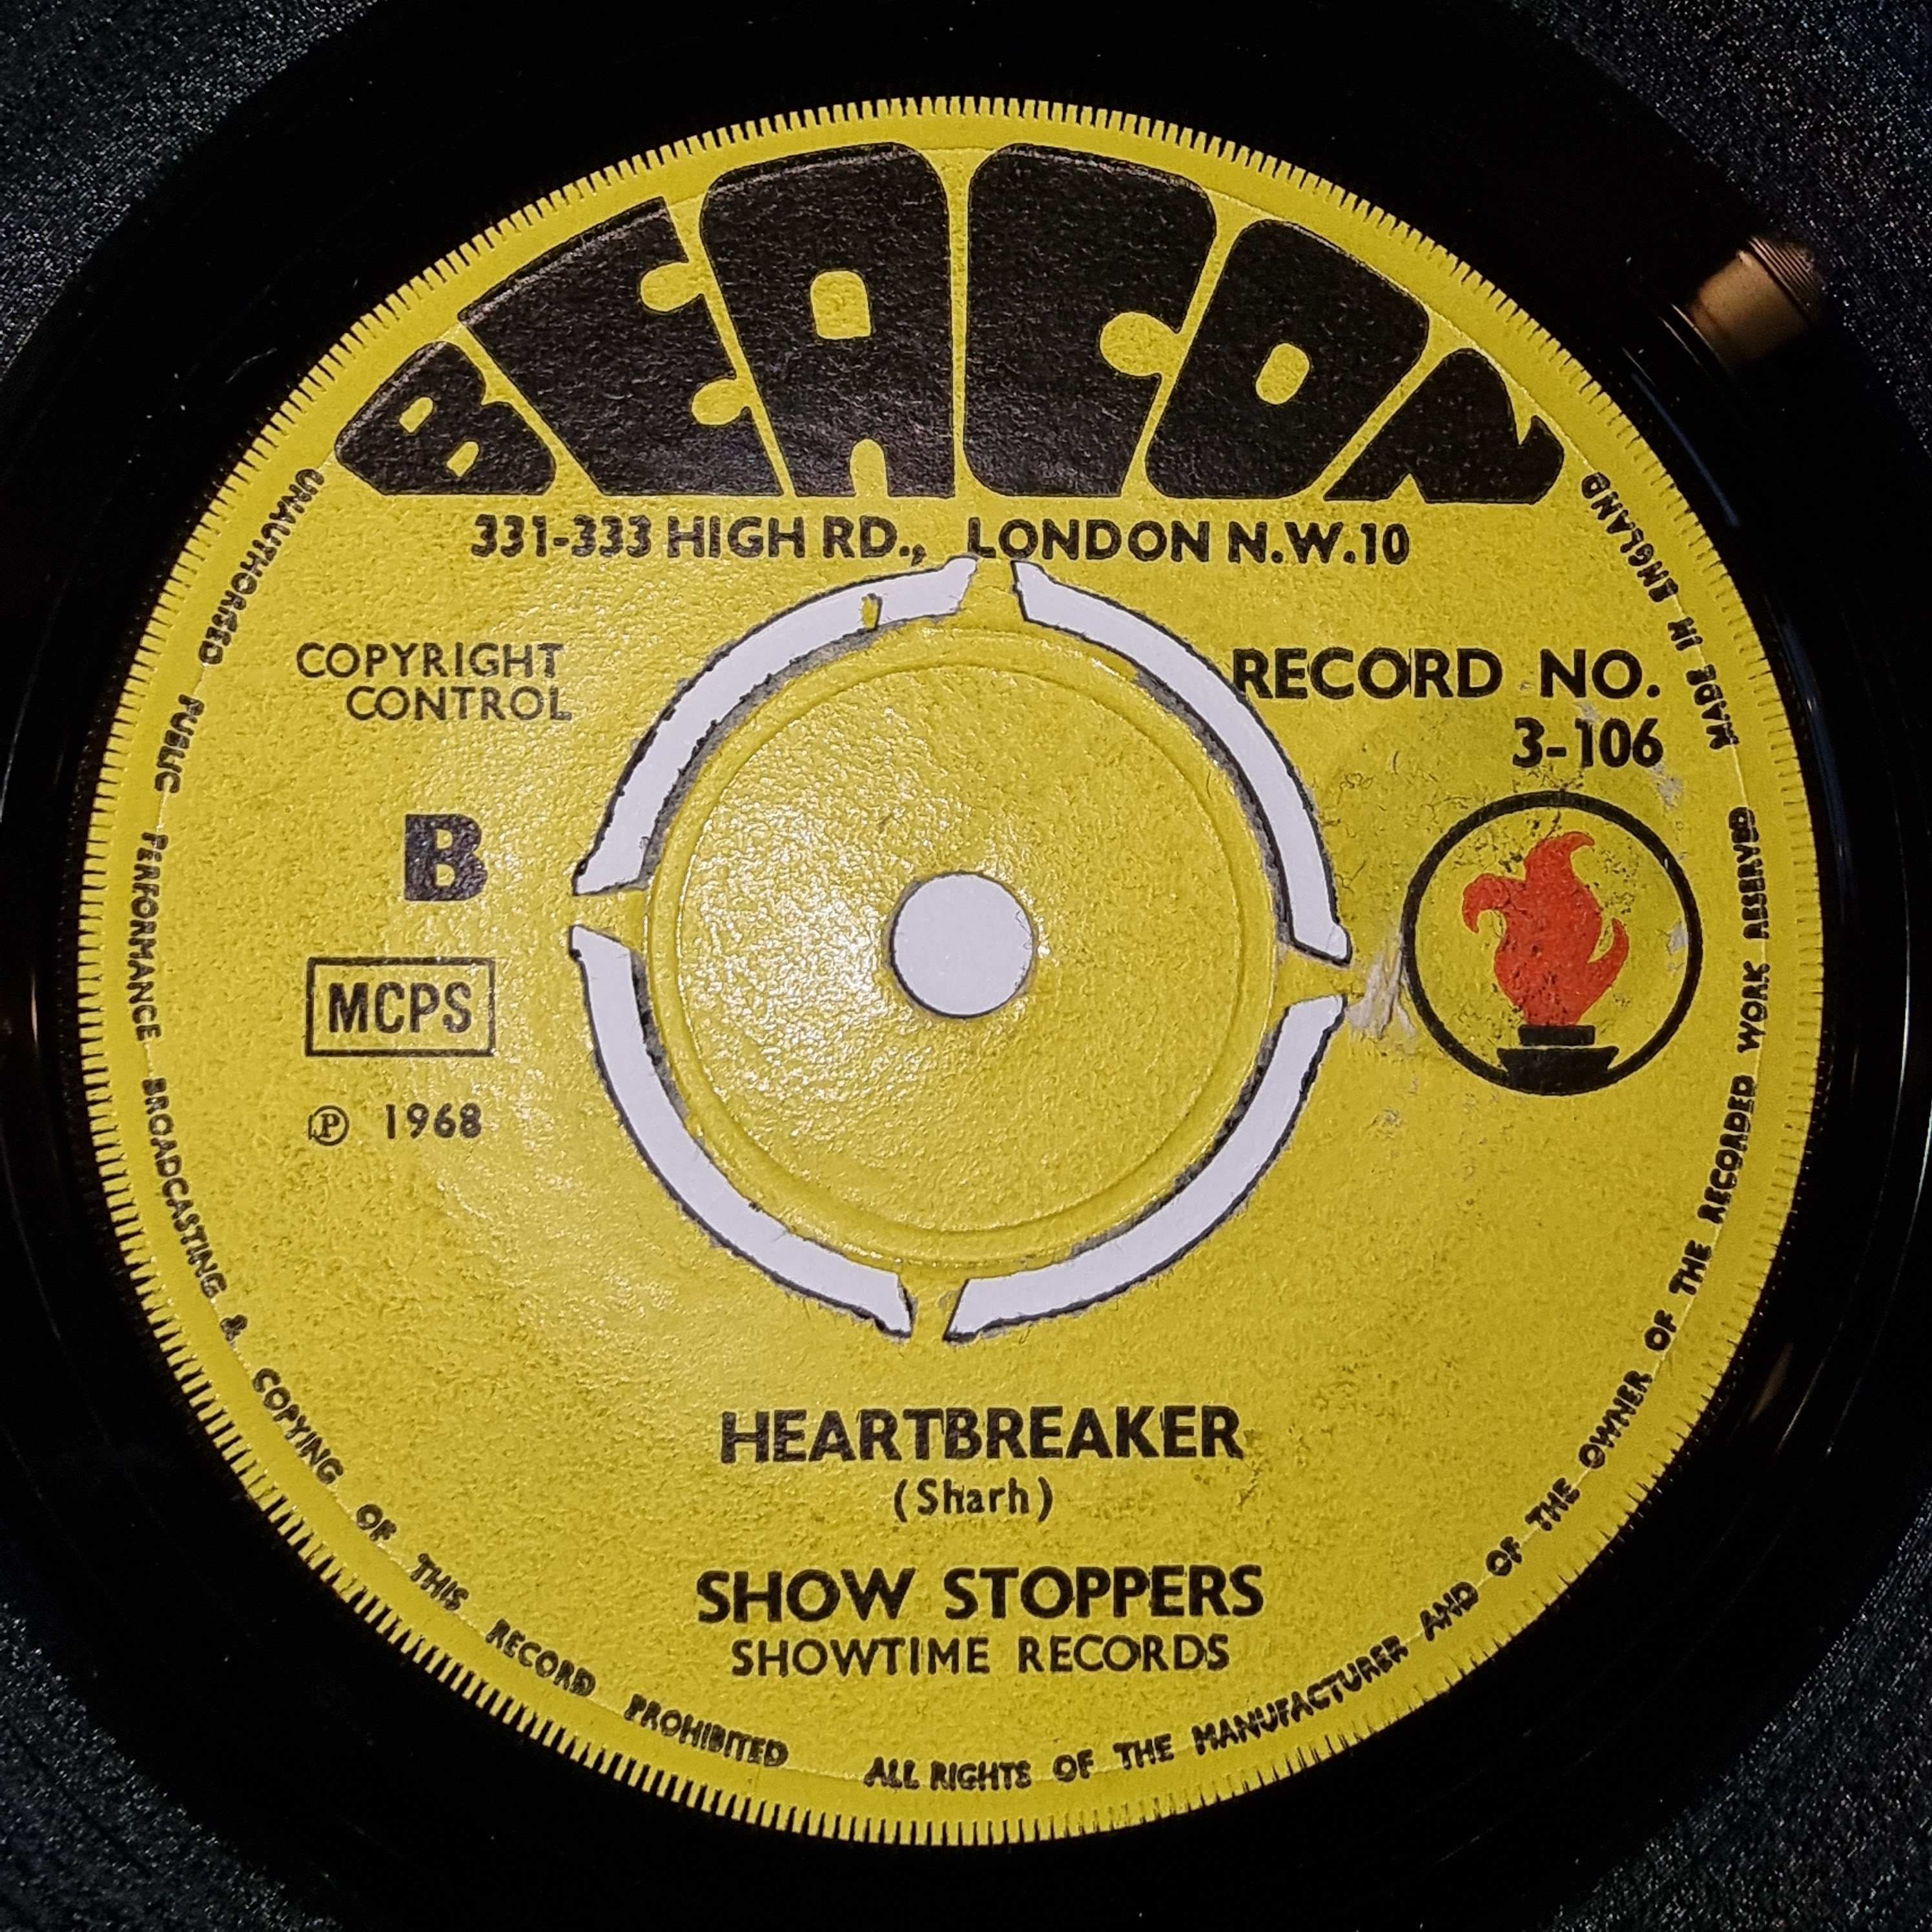 BEACON
331-333 HIGH RD., LONDON N.W.10
COPYRIGHT
CONTROL
RECORD NO.
3-106
B
MCPS
Ⓟ 1968
HEARTBREAKER
(Sharh)
SHOW STOPPERS
SHOWTIME RECORDS
UNAUTHORISED PUBLIC PERFORMANCE BROADCASTING & COPYING OF THIS RECORD PROHIBITED
ALL RIGHTS OF THE MANUFACTURER AND OF THE OWNER OF THE RECORDED WORK RESERVED
MADE IN ENGLAND